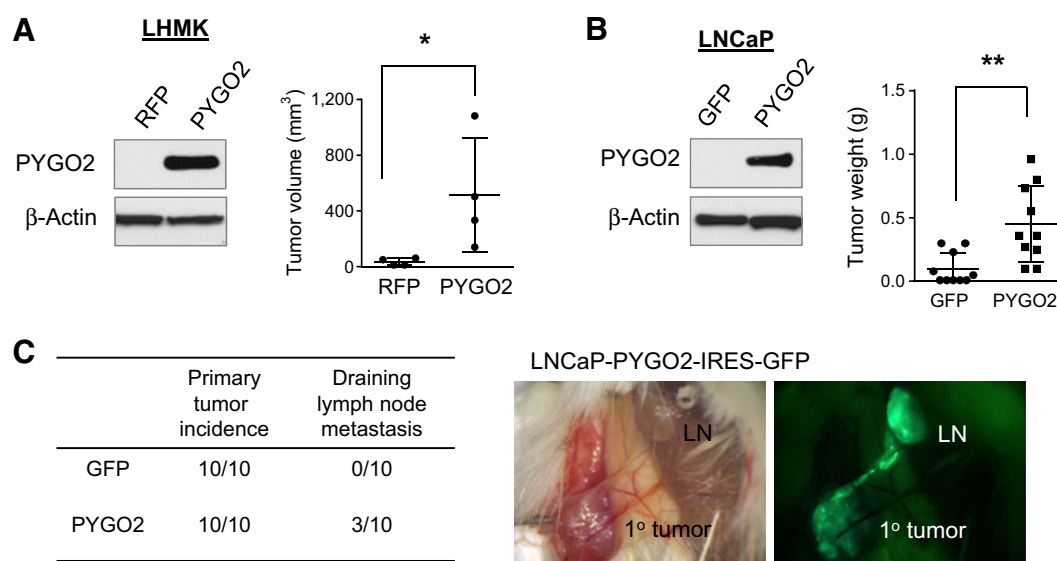 A
LHMK
RFP
PYGO2
PYGO2
β-Actin
*
Tumor volume (mm3)
1,200
800
400
0
RFP
PYGO2
B
LNCaP
GFP
PYGO2
PYGO2
β-Actin
**
Tumor weight (g)
1.5
1.0
0.5
0.0
GFP
PYGO2
C
Primary
tumor
incidence
Draining
lymph node
metastasis
GFP
10/10
0/10
PYGO2
10/10
3/10
LNCaP-PYGO2-IRES-GFP
LN
1o tumor
LN
1o tumor